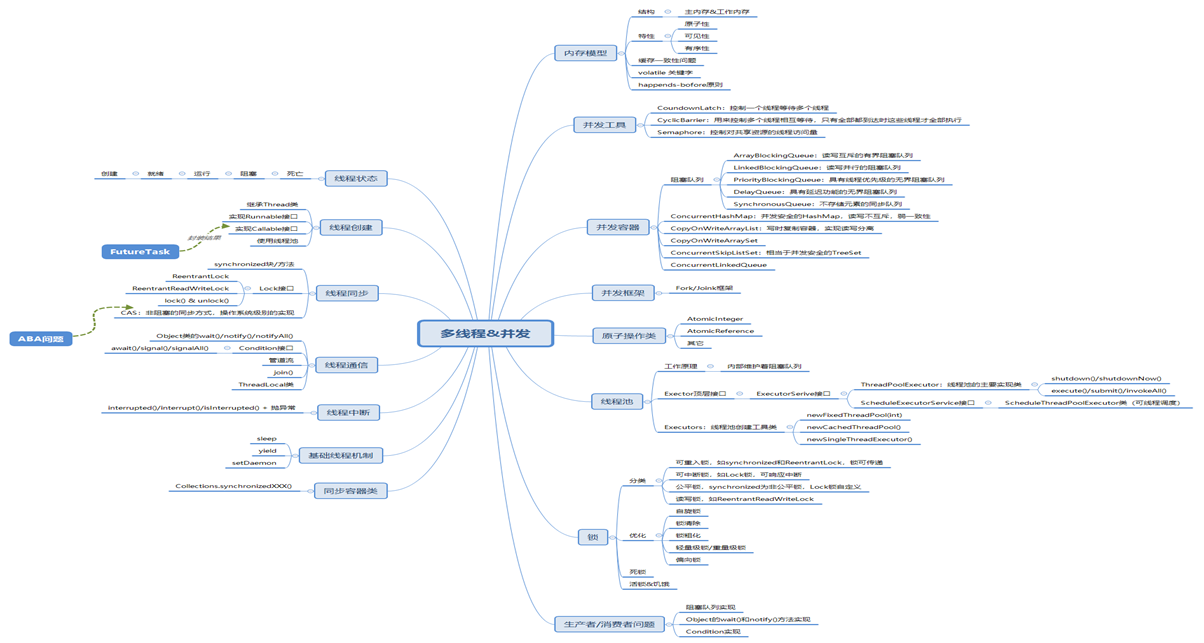 多线程&并发
内存模型
结构
主内存&工作内存
特性
原子性
可见性
有序性
缓存一致性问题
volatile 关键字
happends-bofore原则
并发工具
CoundownLatch：控制一个线程等待多个线程
CyclicBarrier：用来控制多个线程相互等待，只有全部都到达时这些线程才全部执行
Semaphore：控制对共享资源的线程访问量
并发容器
阻塞队列
ArrayBlockingQueue：读写互斥的有界阻塞队列
LinkedBlockingQueue：读写并行的阻塞队列
PriorityBlockingQueue：具有线程优先级的无界阻塞队列
DelayQueue：具有延迟功能的无界阻塞队列
SynchronousQueue：不存储元素的同步队列
ConcurrentHashMap：并发安全的HashMap，读写不互斥，弱一致性
CopyOnWriteArrayList：写时复制容器，实现读写分离
CopyOnWriteArraySet
ConcurrentSkipListSet：相当于并发安全的TreeSet
ConcurrentLinkedQueue
并发框架
Fork/Joink框架
原子操作类
AtomicInteger
AtomicReference
其它
线程池
工作原理
内部维护着阻塞队列
Exector顶层接口
ExecutorSerive接口
ThreadPoolExecutor：线程池的主要实现类
shutdown()/shutdownNow()
execute()/submit()/invokeAll()
ScheduleExecutorService接口
ScheduleThreadPoolExecutor类（可线程调度）
Executors：线程池创建工具类
newFixedThreadPool(int)
newCachedThreadPool()
newSingleThreadExecutor()
锁
分类
可重入锁，如synchronized和ReentrantLock，锁可传递
可中断锁，如Lock锁，可响应中断
公平锁，synchronized为非公平锁，Lock锁自定义
读写锁，如ReentrantReadWriteLock
优化
自旋锁
锁清除
锁粗化
轻量级锁/重量级锁
偏向锁
死锁
活锁&饥饿
生产者/消费者问题
阻塞队列实现
Object的wait()和notify()方法实现
Condition实现
线程状态
创建
就绪
运行
阻塞
死亡
线程创建
继承Thread类
实现Runnable接口
实现Callable接口
使用线程池
封装结果
FutureTask
线程同步
synchronized块/方法
Lock接口
ReentrantLock
ReentrantReadWriteLock
lock() & unlock()
CAS：非阻塞的同步方式，操作系统级别的实现
ABA问题
线程通信
Object类的wait()/notify()/notifyAll()
Condition接口
await()/signal()/signalAll()
管道流
join()
ThreadLocal类
线程中断
interrupted()/interrupt()/isInterrupted() + 抛异常
基础线程机制
sleep
yield
setDaemon
同步容器类
Collections.synchronizedXXX()